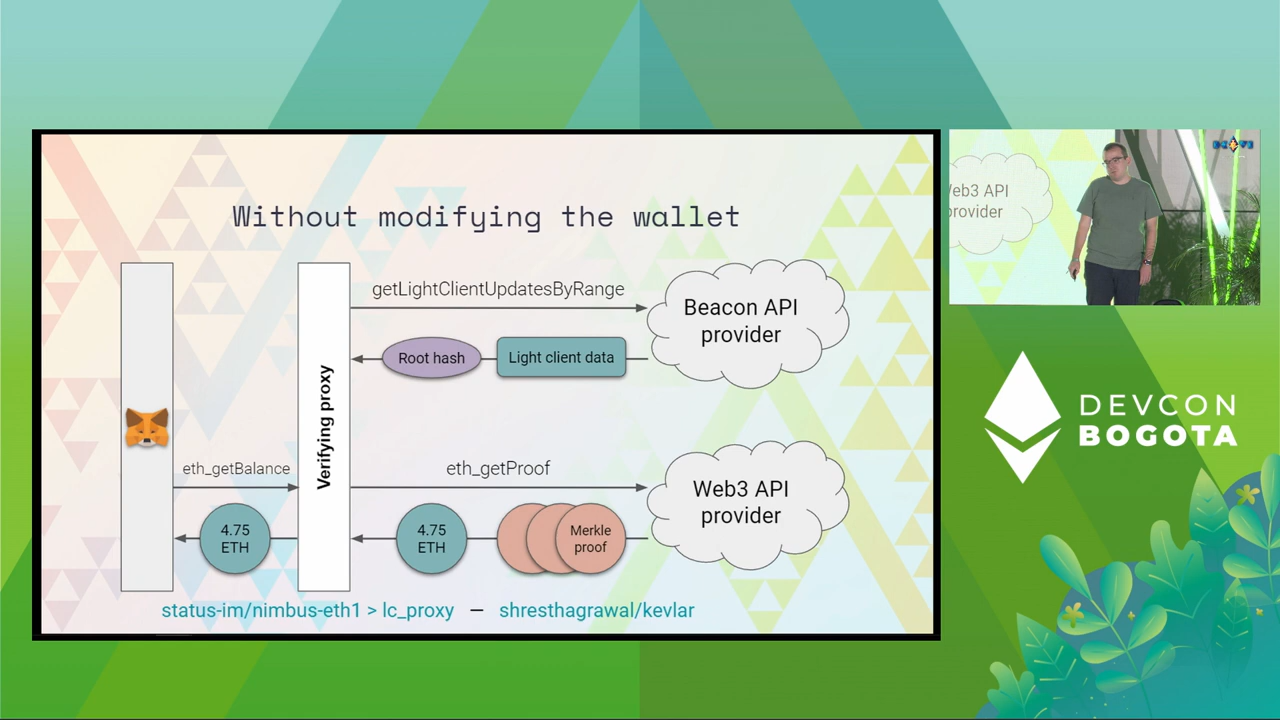 Without modifying the wallet
getLightClientUpdatesByRange
Beacon API
provider
Root hash
Light client data
Verifying proxy
eth_getBalance
eth_getProof
Web3 API
provider
4.75
ETH
4.75
ETH
Merkle
proof
status-im/nimbus-eth1 > lc_proxy — shresthagrawal/kevlar
Web3 API
provider
DEVCON
BOGOTA